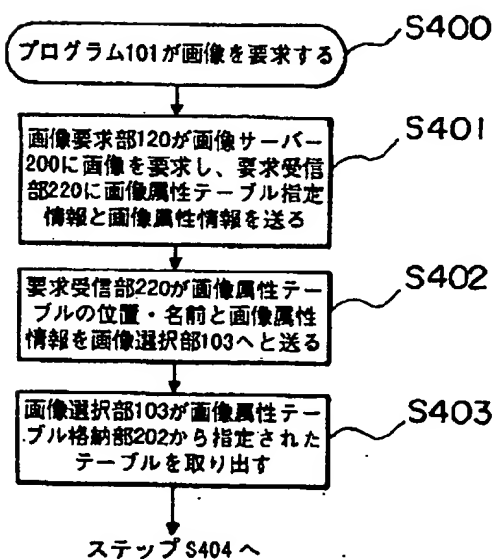 プログラム101が画像を要求する
S400
画像要求部120が画像サーバー
200に画像を要求し、要求受信
部220に画像属性テーブル指定
情報と画像属性情報を送る
S401
要求受信部220が画像属性テー
ブルの位置・名前と画像属性
情報を画像選択部103へと送る
S402
画像選択部103が画像属性テー
ブル格納部202から指定された
テーブルを取り出す
S403
ステップS404へ